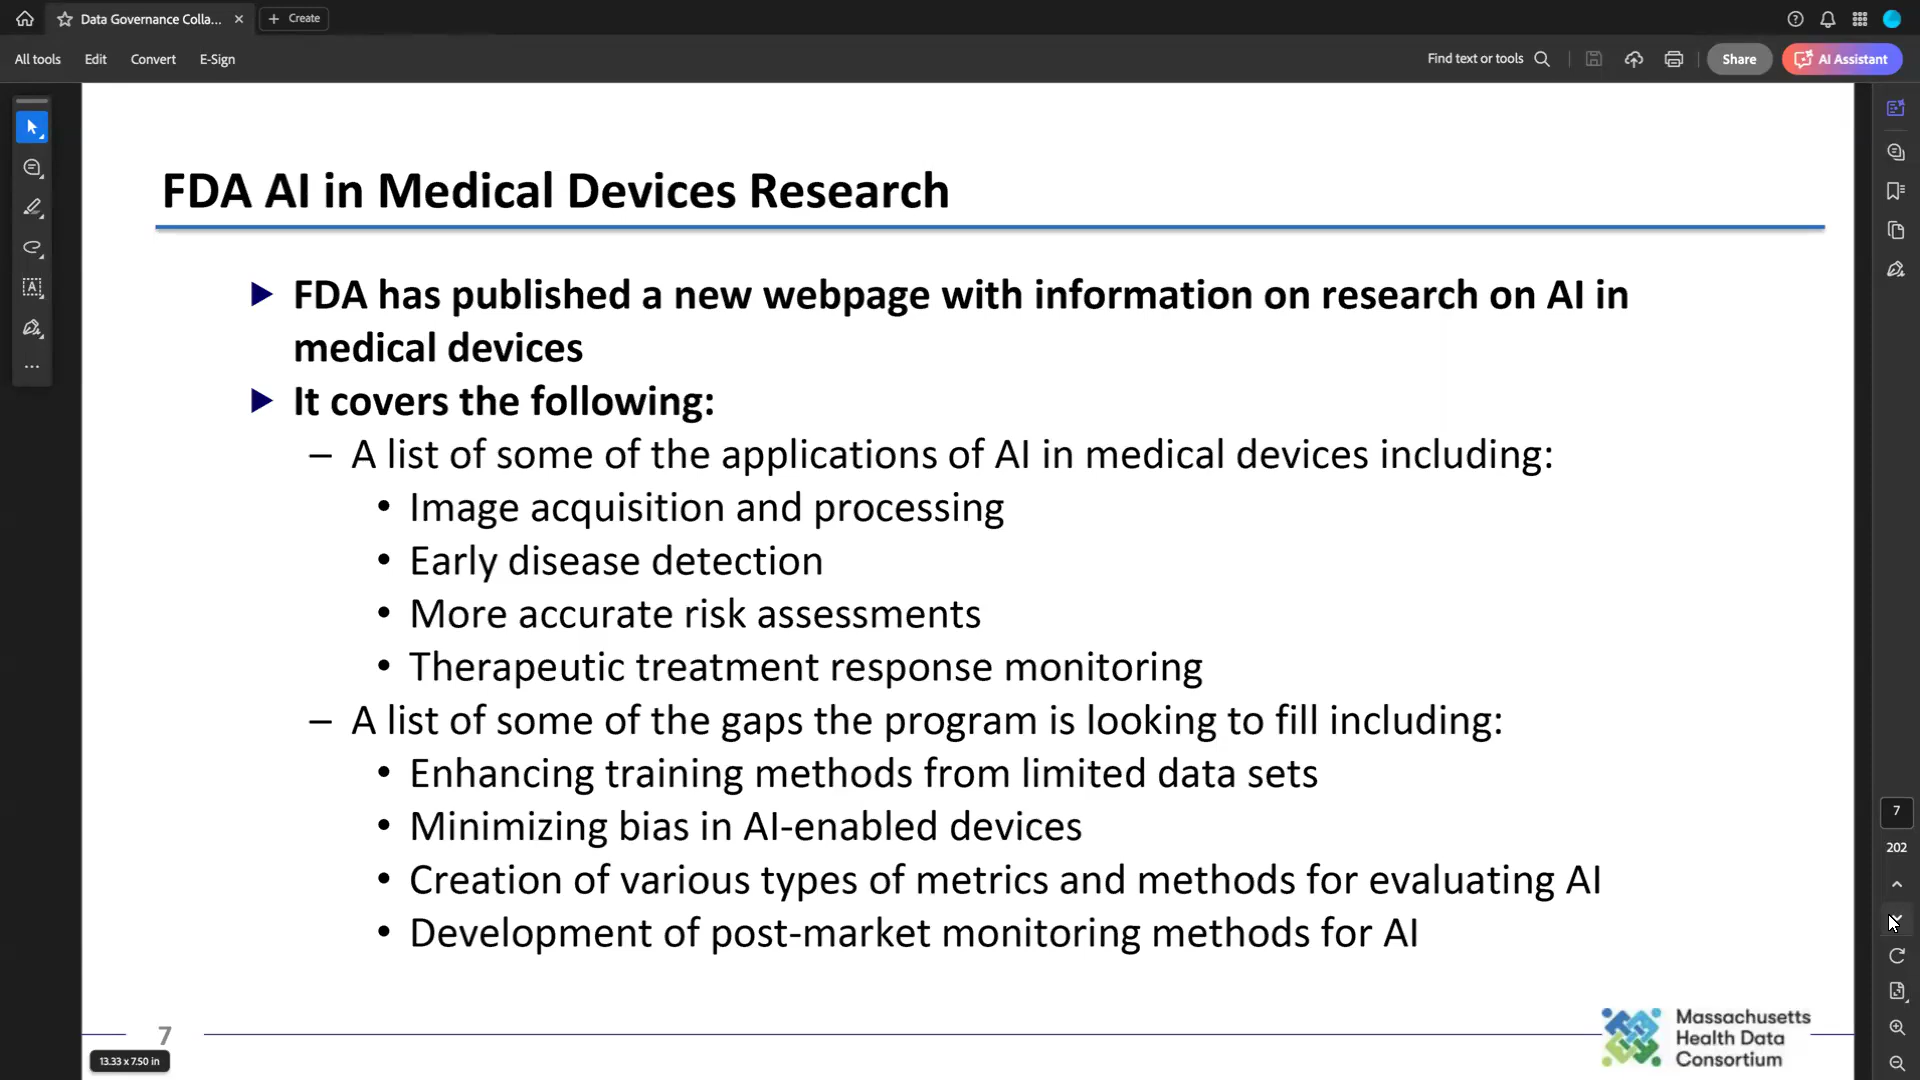 Data Governance Colla...
Create
All tools
Edit
Convert
E-Sign
Find text or tools
Share
AI Assistant
FDA AI in Medical Devices Research
► FDA has published a new webpage with information on research on AI in
medical devices
► It covers the following:
– A list of some of the applications of AI in medical devices including:
• Image acquisition and processing
• Early disease detection
• More accurate risk assessments
• Therapeutic treatment response monitoring
– A list of some of the gaps the program is looking to fill including:
• Enhancing training methods from limited data sets
• Minimizing bias in AI-enabled devices
• Creation of various types of metrics and methods for evaluating AI
• Development of post-market monitoring methods for AI
7
202
7
13.33 x 7.50 in
Massachusetts
Health Data
Consortium